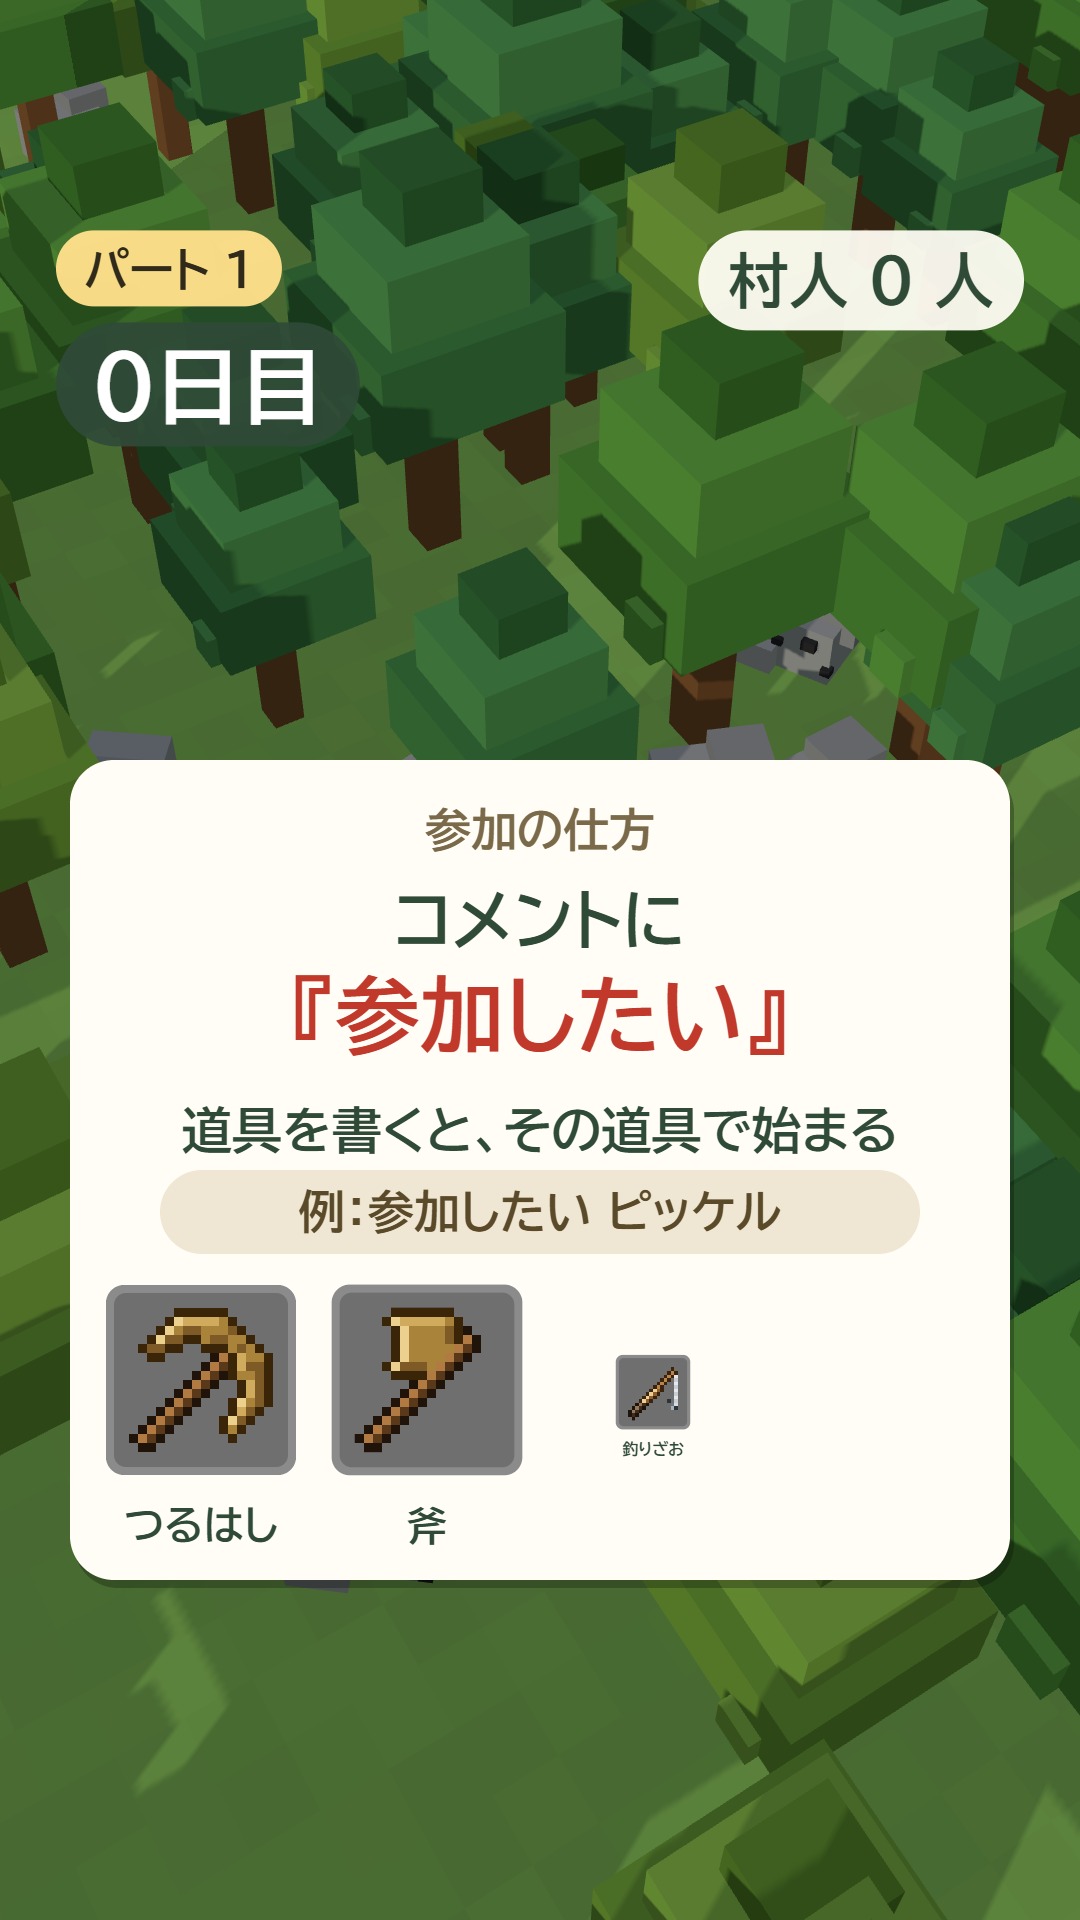 パート 1
村人 0 人
0日目
参加の仕方
コメントに
『参加したい』
道具を書くと、その道具で始まる
例：参加したい ピッケル
つるはし
斧
釣りざお